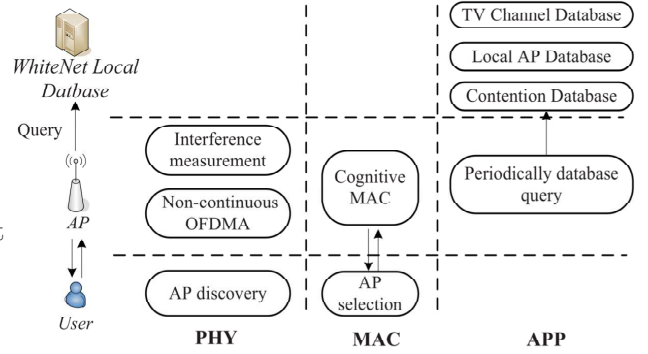 TV Channel Database
WhiteNet Local
Datbase
Local AP Database
Contention Database
Query
Interference
measurement
Cognitive
MAC
Periodically database
query
Non-continuous
OFDMA
AP
AP discovery
AP
selection
User
PHY
MAC
APP